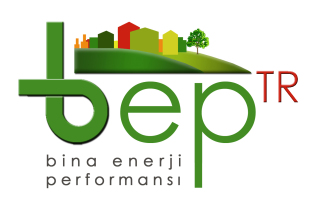 bep TR
bina enerji
performansı